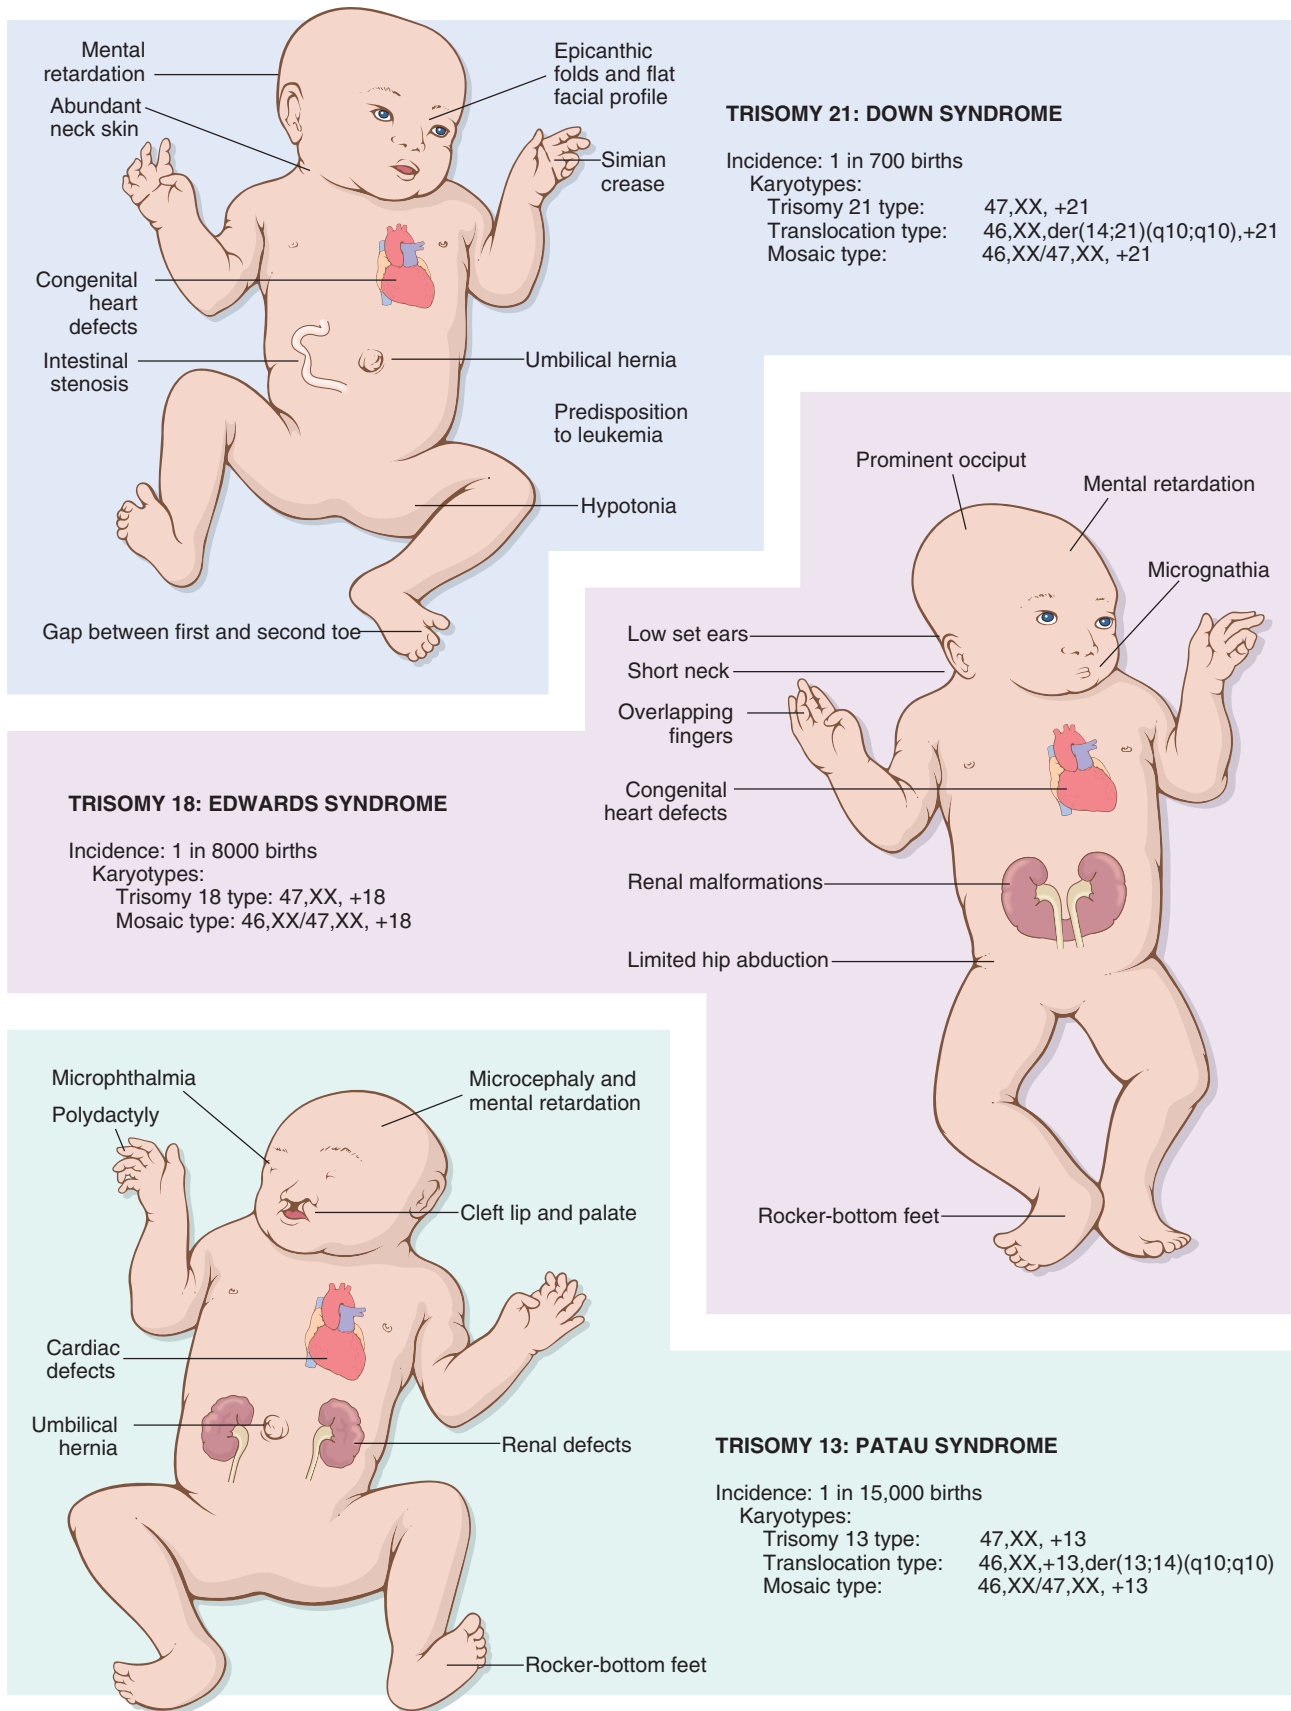 Mental
retardation
Abundant
neck skin
Epicanthic
folds and flat
facial profile
Simian
crease
Congenital
heart
defects
Intestinal
stenosis
Umbilical hernia
Predisposition
to leukemia
Hypotonia
Gap between first and second toe
TRISOMY 21: DOWN SYNDROME
Incidence: 1 in 700 births
Karyotypes:
Trisomy 21 type: 47,XX, +21
Translocation type: 46,XX,der(14;21)(q10;q10),+21
Mosaic type: 46,XX/47,XX, +21
Prominent occiput
Mental retardation
Micrognathia
Low set ears
Short neck
Overlapping
fingers
Congenital
heart defects
Renal malformations
Limited hip abduction
Rocker-bottom feet
TRISOMY 18: EDWARDS SYNDROME
Incidence: 1 in 8000 births
Karyotypes:
Trisomy 18 type: 47,XX, +18
Mosaic type: 46,XX/47,XX, +18
Microphthalmia
Polydactyly
Microcephaly and
mental retardation
Cleft lip and palate
Cardiac
defects
Umbilical
hernia
Renal defects
Rocker-bottom feet
TRISOMY 13: PATAU SYNDROME
Incidence: 1 in 15,000 births
Karyotypes:
Trisomy 13 type: 47,XX, +13
Translocation type: 46,XX,+13,der(13;14)(q10;q10)
Mosaic type: 46,XX/47,XX, +13